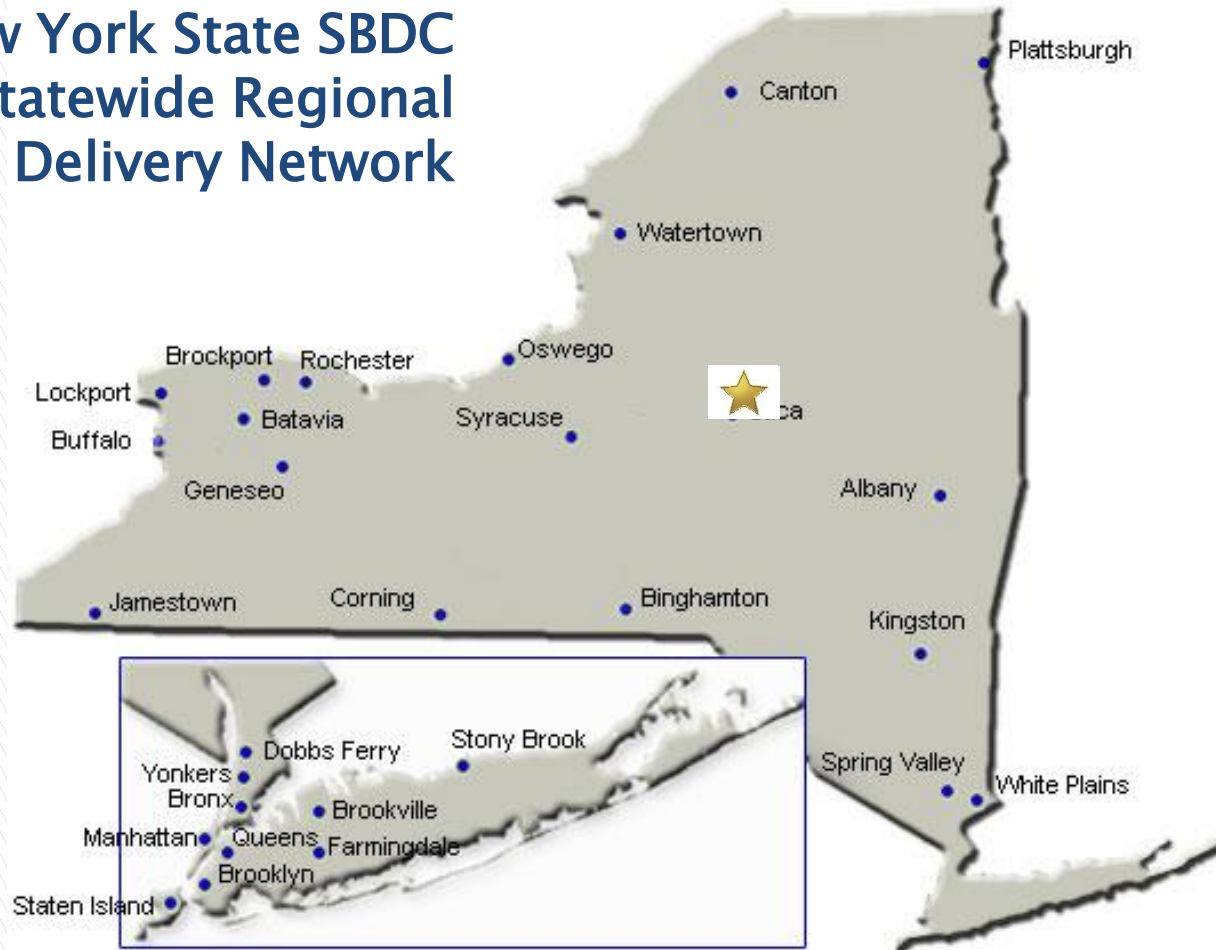 York State SBDC
Regional
Delivery Network
Plattsburgh
Canton
Watertown
Oswego
Brockport
Rochester
Lockport
Batavia
Syracuse
Buffalo
Geneseo
Albany
Jamestown
Corning
Binghamton
Kingston
Dobbs Ferry
Stony Brook
Yonkers
Bronx
Spring Valley
White Plains
Brookville
Manhattan
Queens
Farmingdale
Brooklyn
Staten Island